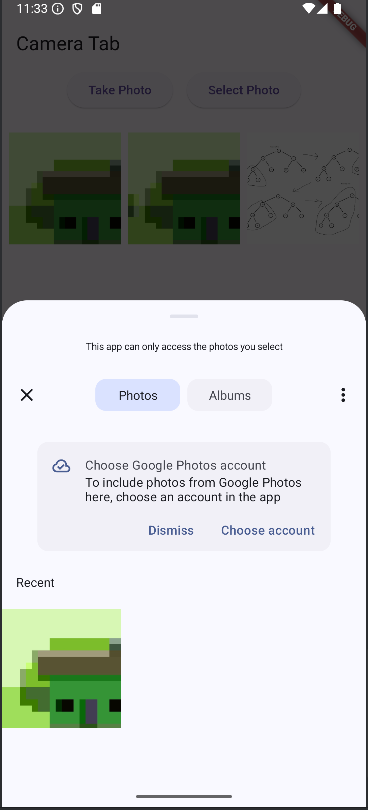 11:33
DEBUG
Camera Tab
Take Photo
Select Photo
This app can only access the photos you select
Photos
Albums
Choose Google Photos account
To include photos from Google Photos
here, choose an account in the app
Dismiss
Choose account
Recent